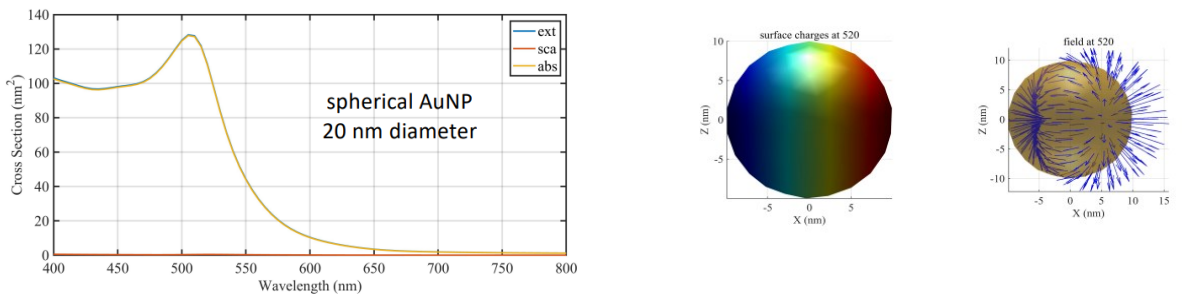 140
120
100
80
60
40
20
0
400
450
500
550
600
650
700
750
800
Cross Section (nm²)
Wavelength (nm)
ext
sca
abs
spherical AuNP
20 nm diameter
surface charges at 520
10
5
0
-5
-5
0
5
Z (nm)
X (nm)
field at 520
10
5
0
-5
-10
-5
0
5
10
15
Z (nm)
X (nm)